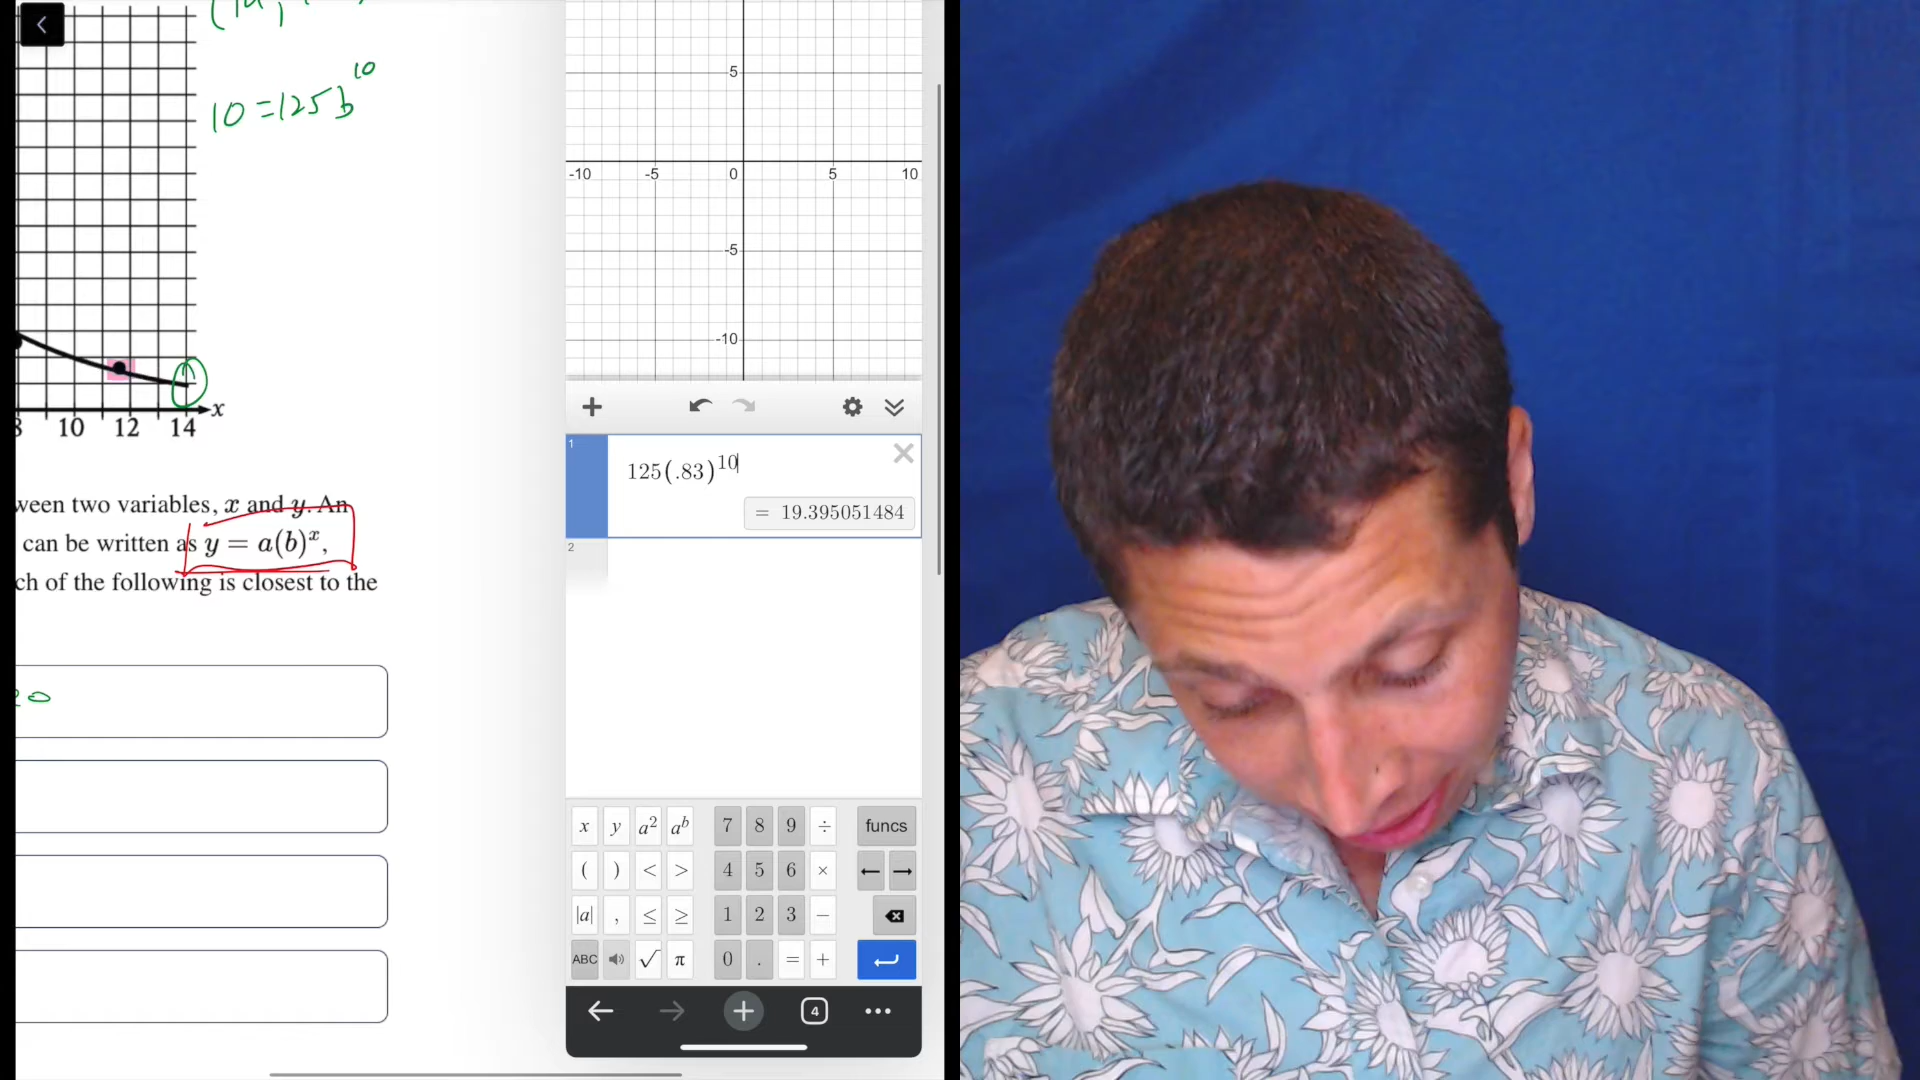 10 = 125b^10
10 12 14 x
ween two variables, x and y. An
can be written as y = a(b)^x,
ch of the following is closest to the
5
-10 -5 0 5 10
-5
-10
1
125(.83)^10
= 19.395051484
2
x y a² a^b 7 8 9 ÷ funcs
( ) < > 4 5 6 × ← →
|a| , ≤ ≥ 1 2 3 −
ABC √ π 0 . = +
4